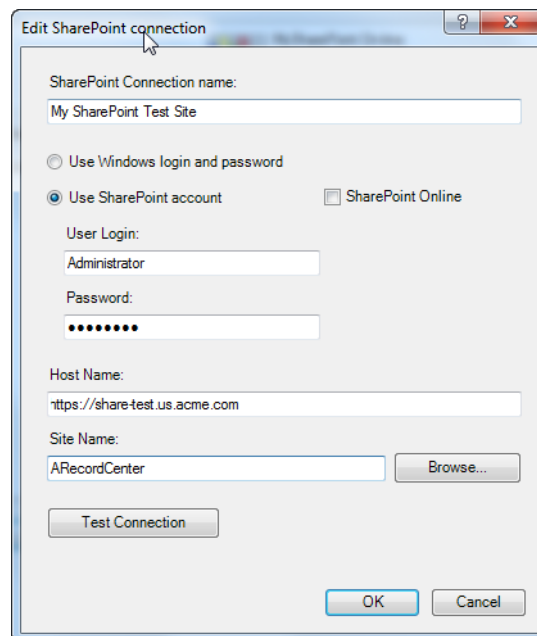 Edit SharePoint connection
SharePoint Connection name:
My SharePoint Test Site
Use Windows login and password
Use SharePoint account
SharePoint Online
User Login:
Administrator
Password:
Host Name:
https://share-test.us.acme.com
Site Name:
ARecordCenter
Browse...
Test Connection
OK
Cancel